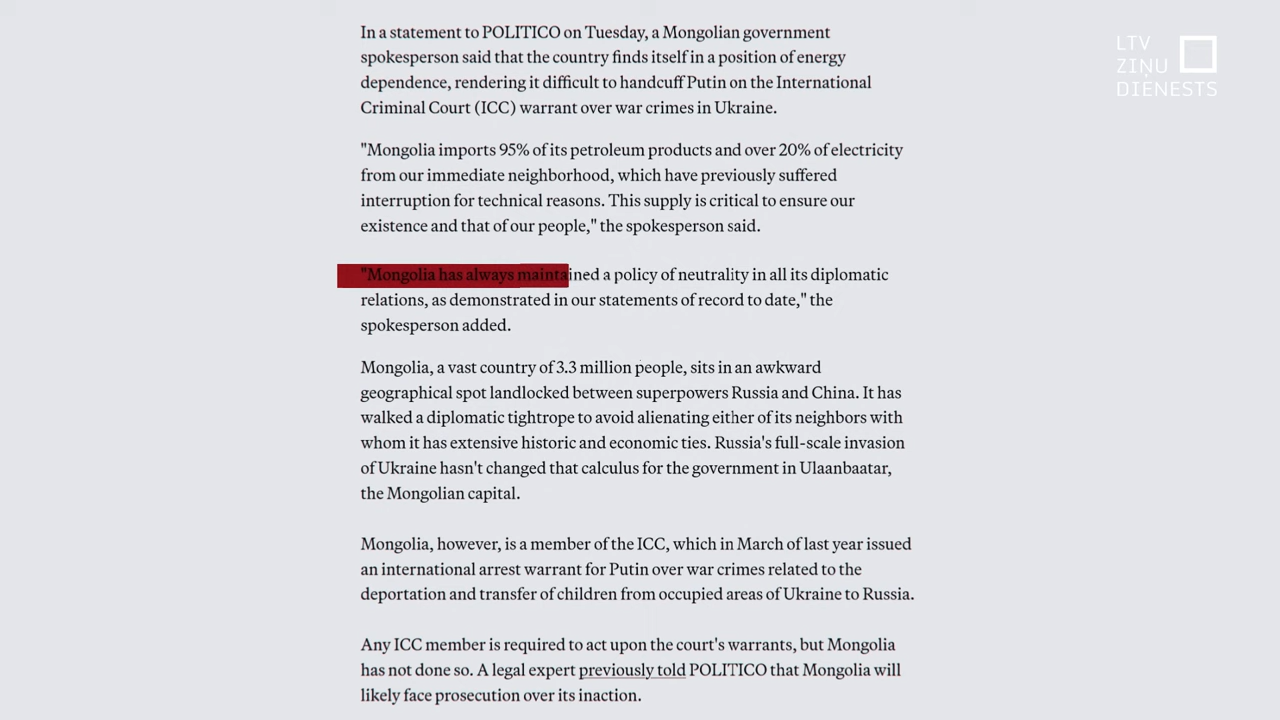 In a statement to POLITICO on Tuesday, a Mongolian government
spokesperson said that the country finds itself in a position of energy
dependence, rendering it difficult to handcuff Putin on the International
Criminal Court (ICC) warrant over war crimes in Ukraine.
"Mongolia imports 95% of its petroleum products and over 20% of electricity
from our immediate neighborhood, which have previously suffered
interruption for technical reasons. This supply is critical to ensure our
existence and that of our people," the spokesperson said.
"Mongolia has always maintained a policy of neutrality in all its diplomatic
relations, as demonstrated in our statements of record to date," the
spokesperson added.
Mongolia, a vast country of 3.3 million people, sits in an awkward
geographical spot landlocked between superpowers Russia and China. It has
walked a diplomatic tightrope to avoid alienating either of its neighbors with
whom it has extensive historic and economic ties. Russia's full-scale invasion
of Ukraine hasn't changed that calculus for the government in Ulaanbaatar,
the Mongolian capital.
Mongolia, however, is a member of the ICC, which in March of last year issued
an international arrest warrant for Putin over war crimes related to the
deportation and transfer of children from occupied areas of Ukraine to Russia.
Any ICC member is required to act upon the court's warrants, but Mongolia
has not done so. A legal expert previously told POLITICO that Mongolia will
likely face prosecution over its inaction.
LTV
ZIŅU
DIENESTS